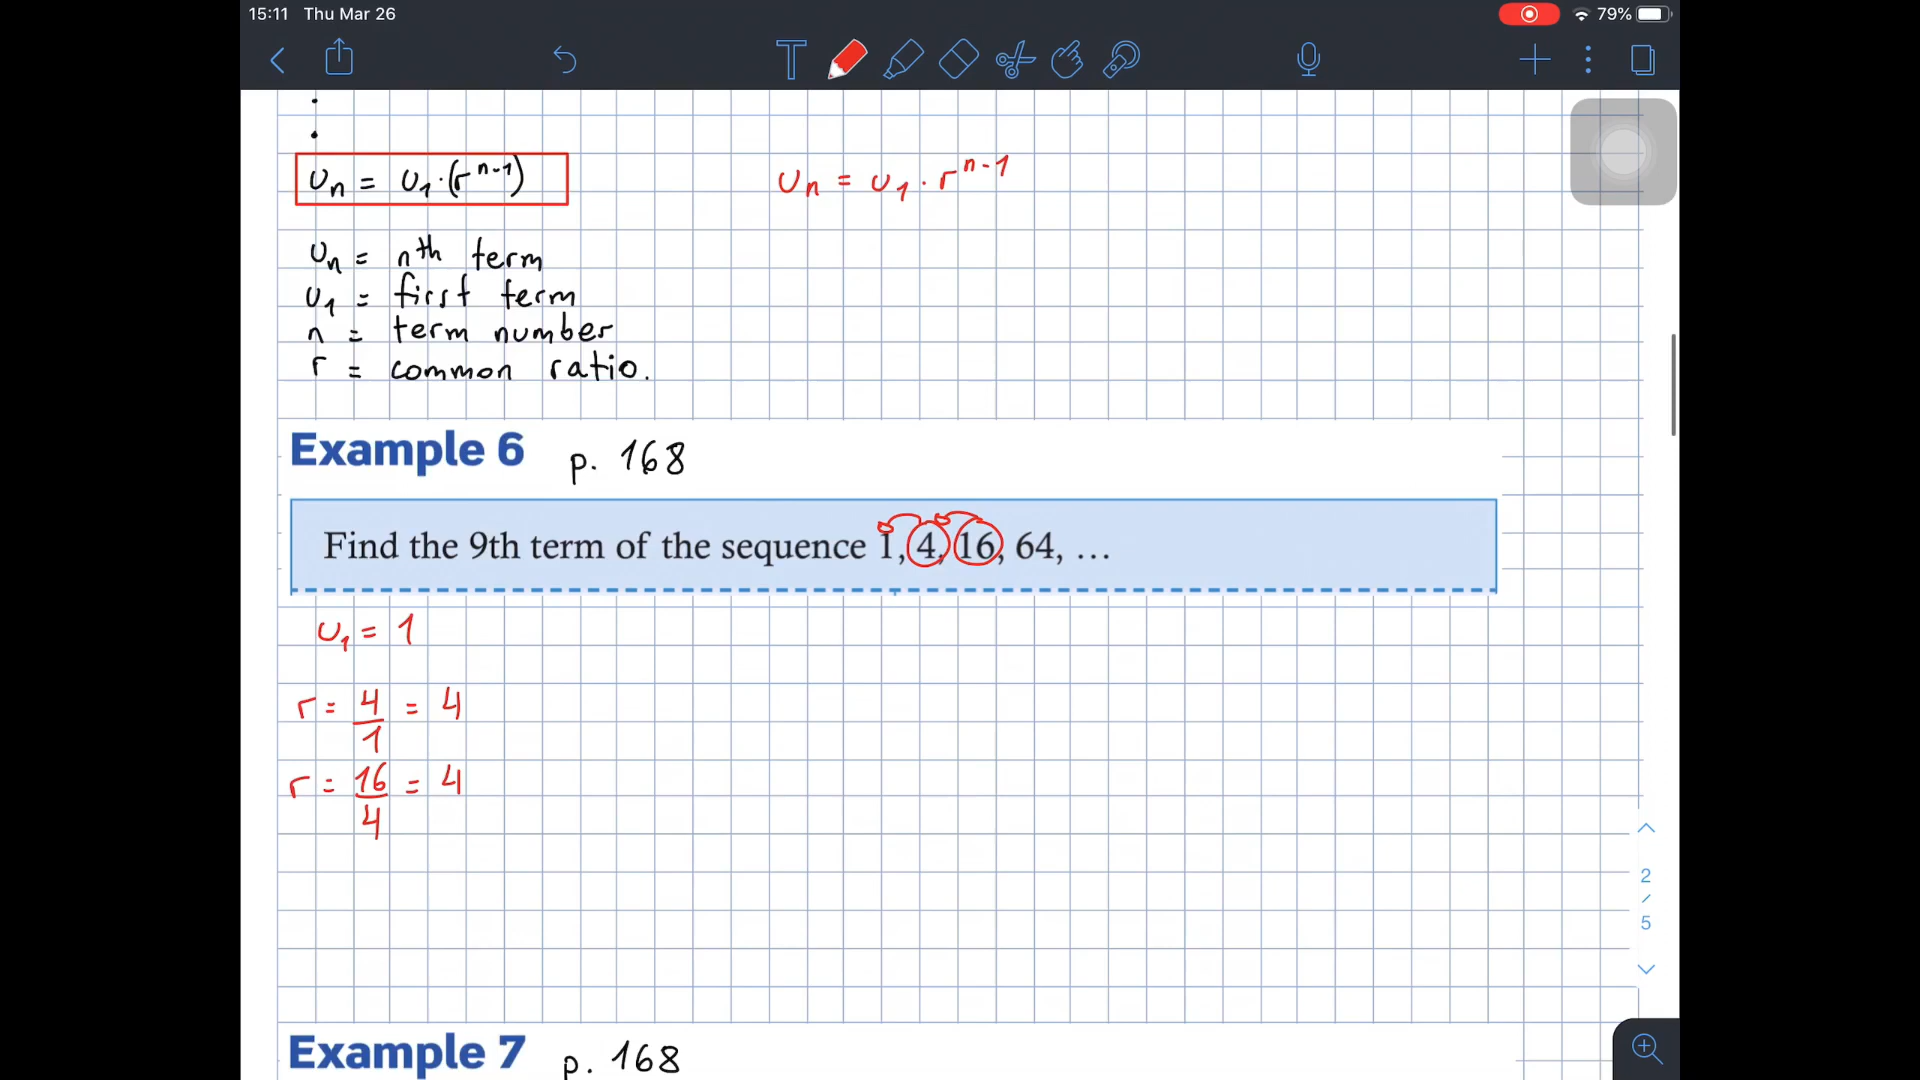 15:11 Thu Mar 26 79%
Un = U1·(r^n-1) Un = U1·r^n-1
Un = nth term
U1 = first term
n = term number
r = common ratio.
Example 6 p. 168
Find the 9th term of the sequence 1, 4, 16, 64, …
U1 = 1
r = 4/1 = 4
r = 16/4 = 4
2
/
5
Example 7 p. 168